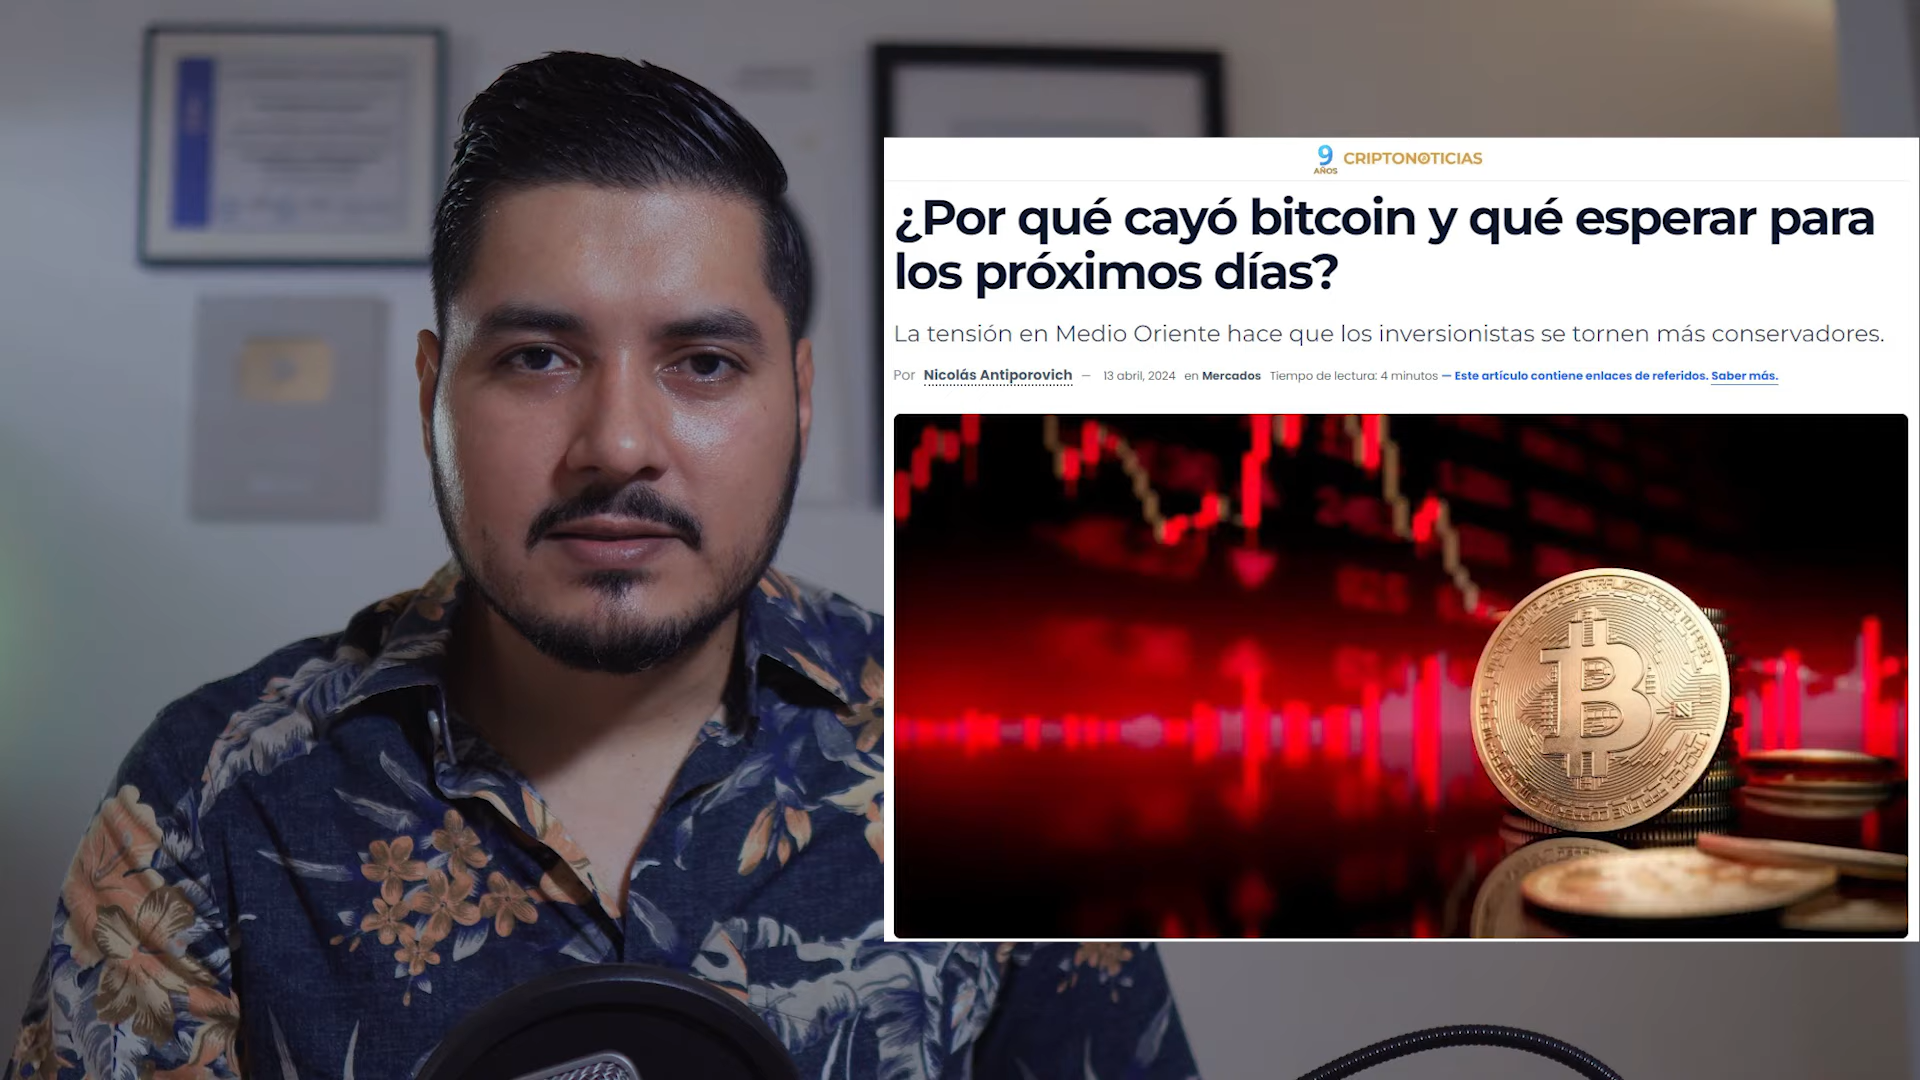 9
AÑOS
CRIPTONOTICIAS
¿Por qué cayó bitcoin y qué esperar para
los próximos días?
La tensión en Medio Oriente hace que los inversionistas se tornen más conservadores.
Por Nicolás Antiporovich — 13 abril, 2024 en Mercados Tiempo de lectura: 4 minutos — Este artículo contiene enlaces de referidos. Saber más.